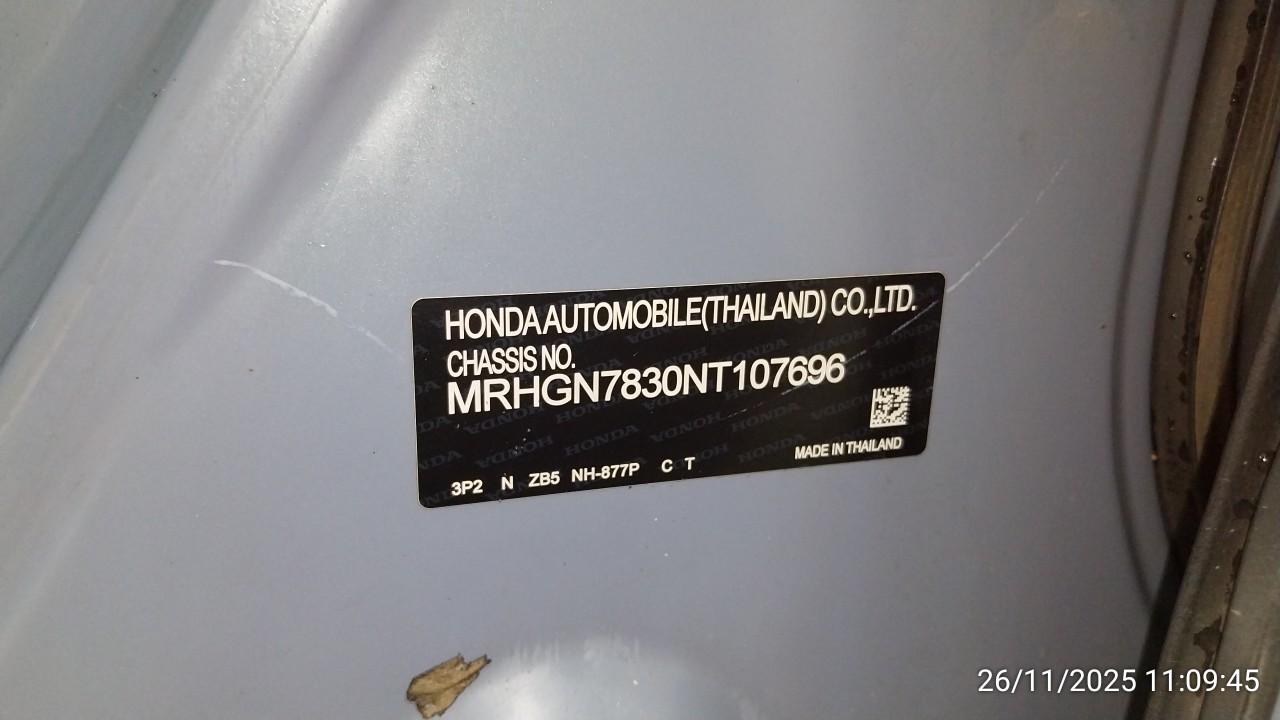 HONDA AUTOMOBILE(THAILAND) CO.,LTD.
CHASSIS NO.
MRHGN7830NT107696
3P2 N ZB5 NH-877P C T
MADE IN THAILAND
26/11/2025 11:09:45